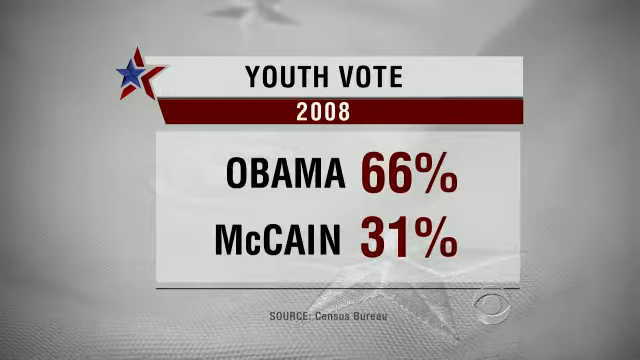 YOUTH VOTE
2008
OBAMA 66%
McCAIN 31%
SOURCE: Census Bureau